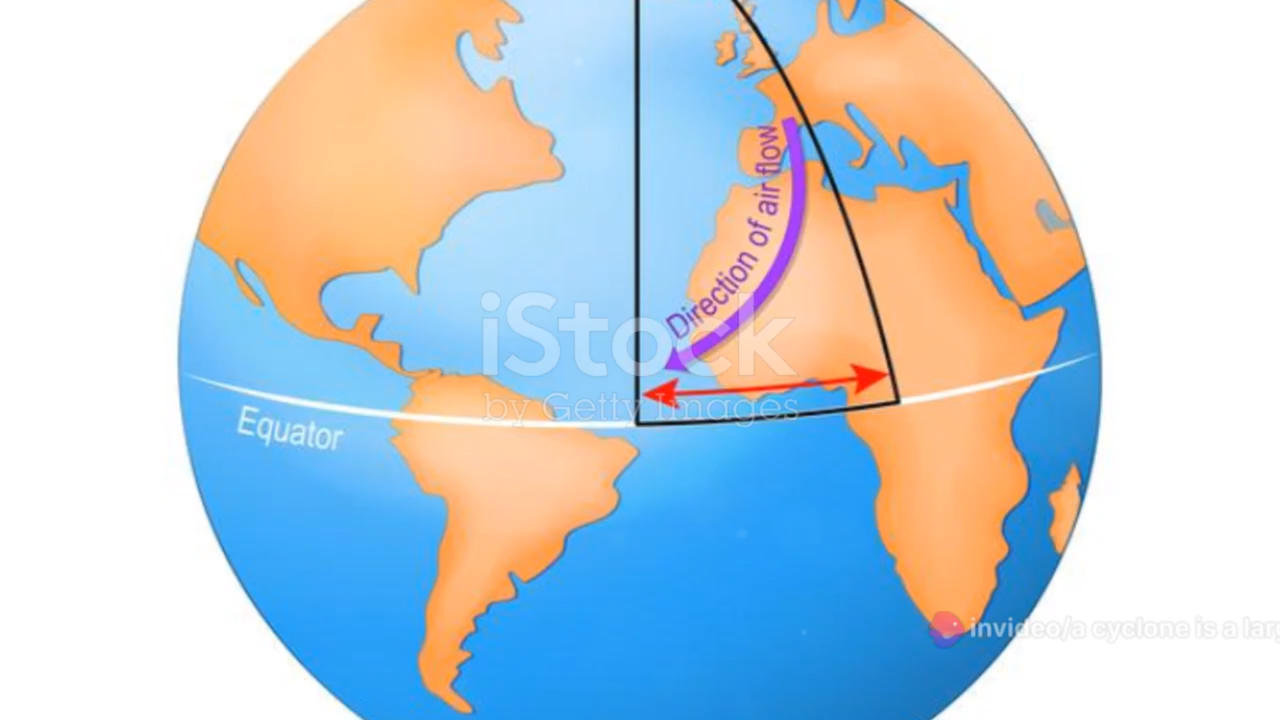 Direction of air flow
iStock
by Getty Images
Equator
invideo/a cyclone is a lar